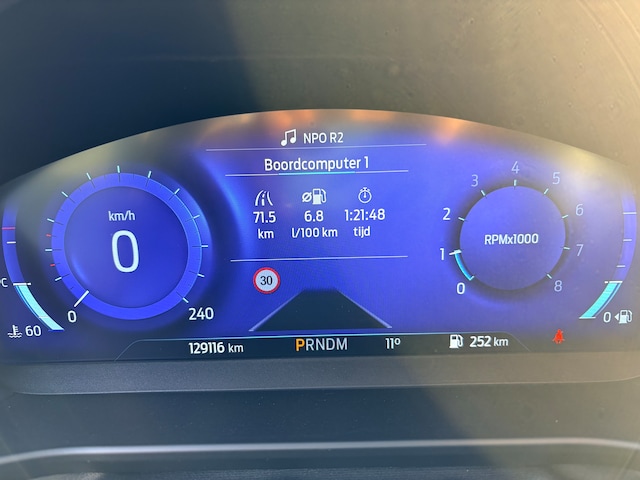 NPO R2
Boordcomputer 1
71.5 6.8 1:21:48
km l/100 km tijd
km/h
0
0 240
°C
60
30
RPMx1000
0 1 2 3 4 5 6 7 8
0
129116 km PRNDM 11° 252 km